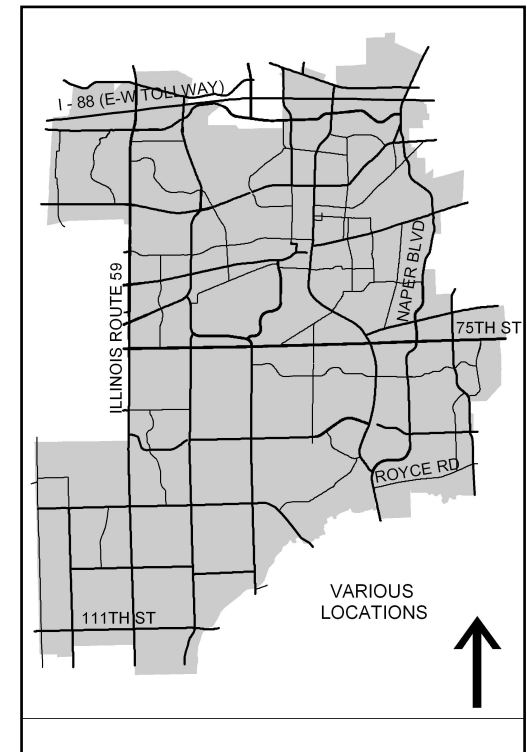 I - 88 (E-W TOLLWAY)
ILLINOIS ROUTE 59
NAPER BLVD
75TH ST
ROYCE RD
VARIOUS
LOCATIONS
111TH ST